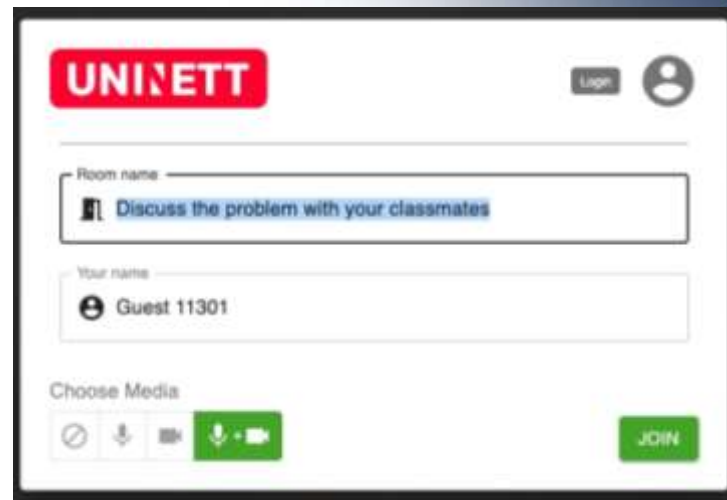 UNINETT
Login
Room name
Discuss the problem with your classmates
Your name
Guest 11301
Choose Media
JOIN